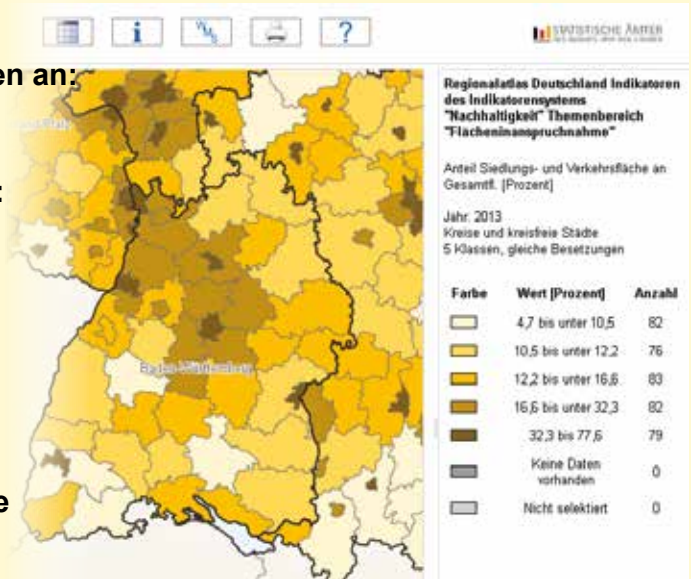 STATISTISCHE ÄMTER
en an:
:
e
Baden-Württemberg
Regionalatlas Deutschland Indikatoren
des Indikatorensystems
"Nachhaltigkeit" Themenbereich
"Flächeninanspruchnahme"
Anteil Siedlungs- und Verkehrsfläche an
Gesamtfl. [Prozent]
Jahr: 2013
Kreise und kreisfreie Städte
5 Klassen, gleiche Besetzungen
Farbe Wert [Prozent] Anzahl
4,7 bis unter 10,5 82
10,5 bis unter 12,2 76
12,2 bis unter 16,6 83
16,6 bis unter 32,3 82
32,3 bis 77,6 79
Keine Daten
vorhanden 0
Nicht selektiert 0